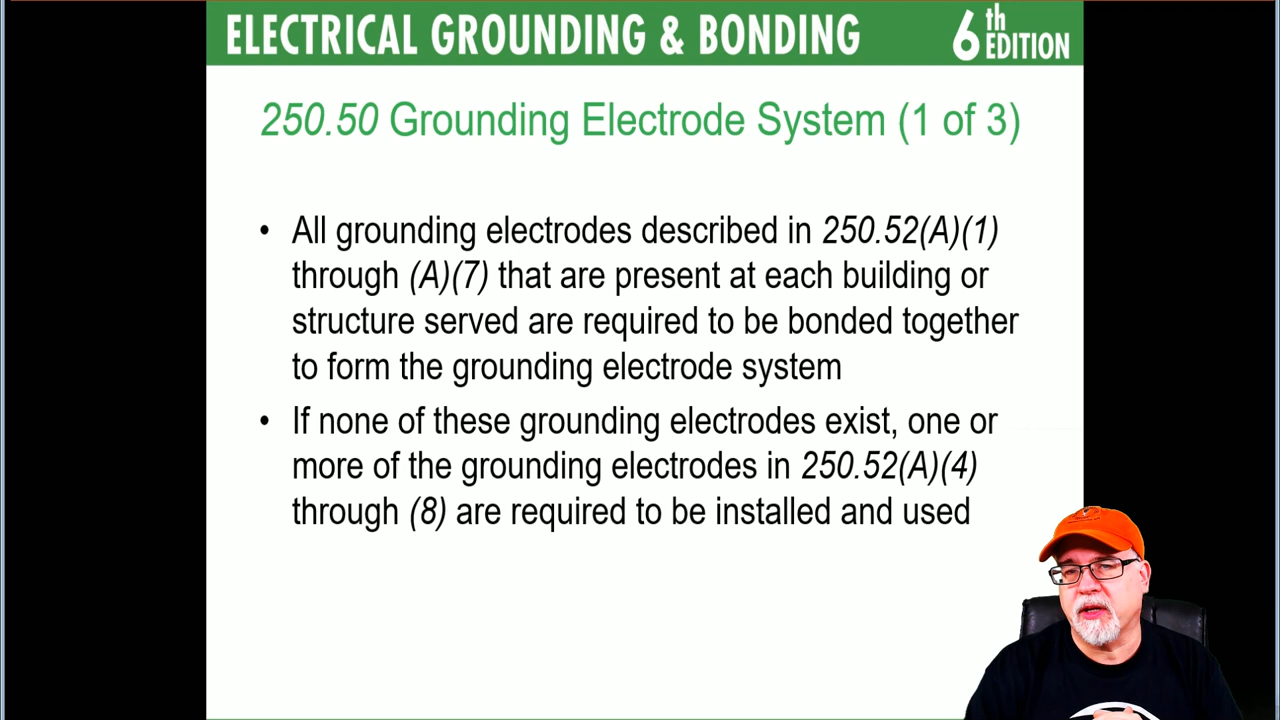 ELECTRICAL GROUNDING & BONDING 6th EDITION
250.50 Grounding Electrode System (1 of 3)
• All grounding electrodes described in 250.52(A)(1)
through (A)(7) that are present at each building or
structure served are required to be bonded together
to form the grounding electrode system
• If none of these grounding electrodes exist, one or
more of the grounding electrodes in 250.52(A)(4)
through (8) are required to be installed and used